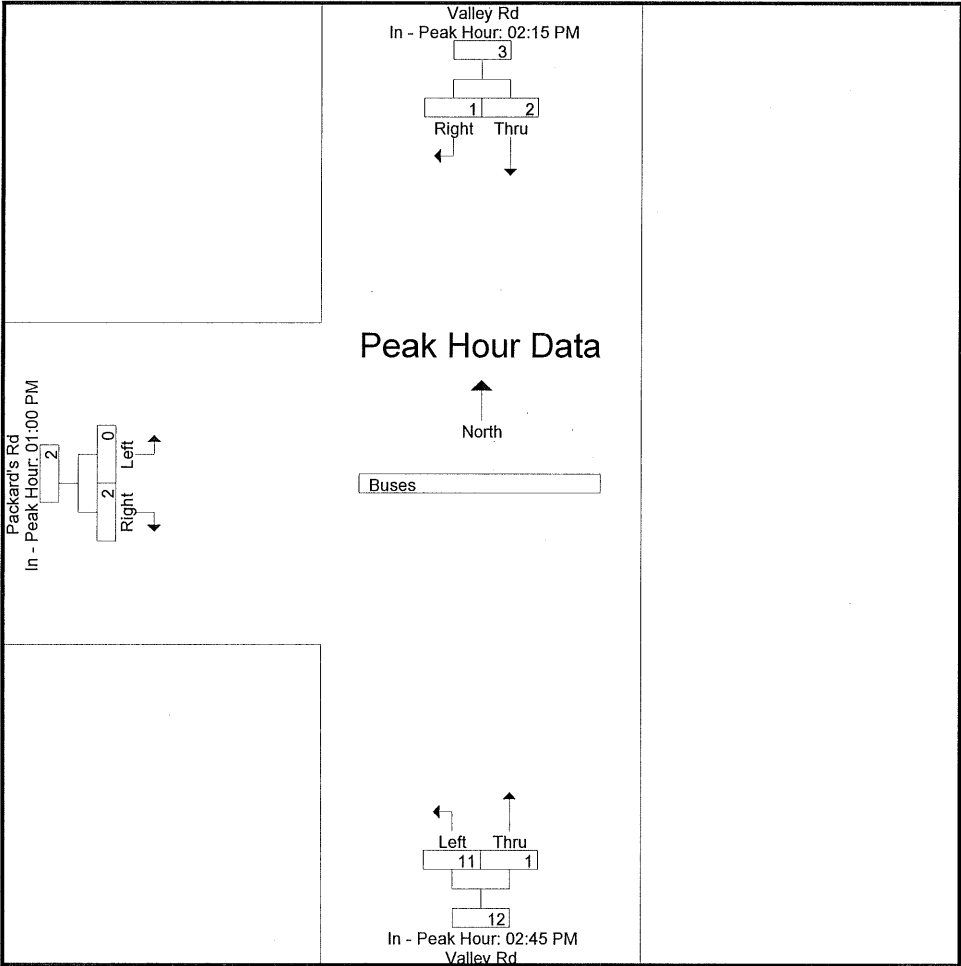 Valley Rd
In - Peak Hour: 02:15 PM
3
1 2
Right Thru
Peak Hour Data
North
Buses
Packard's Rd
In - Peak Hour: 01:00 PM
2
0
2
Left
Right
Left Thru
11 1
12
In - Peak Hour: 02:45 PM
Valley Rd